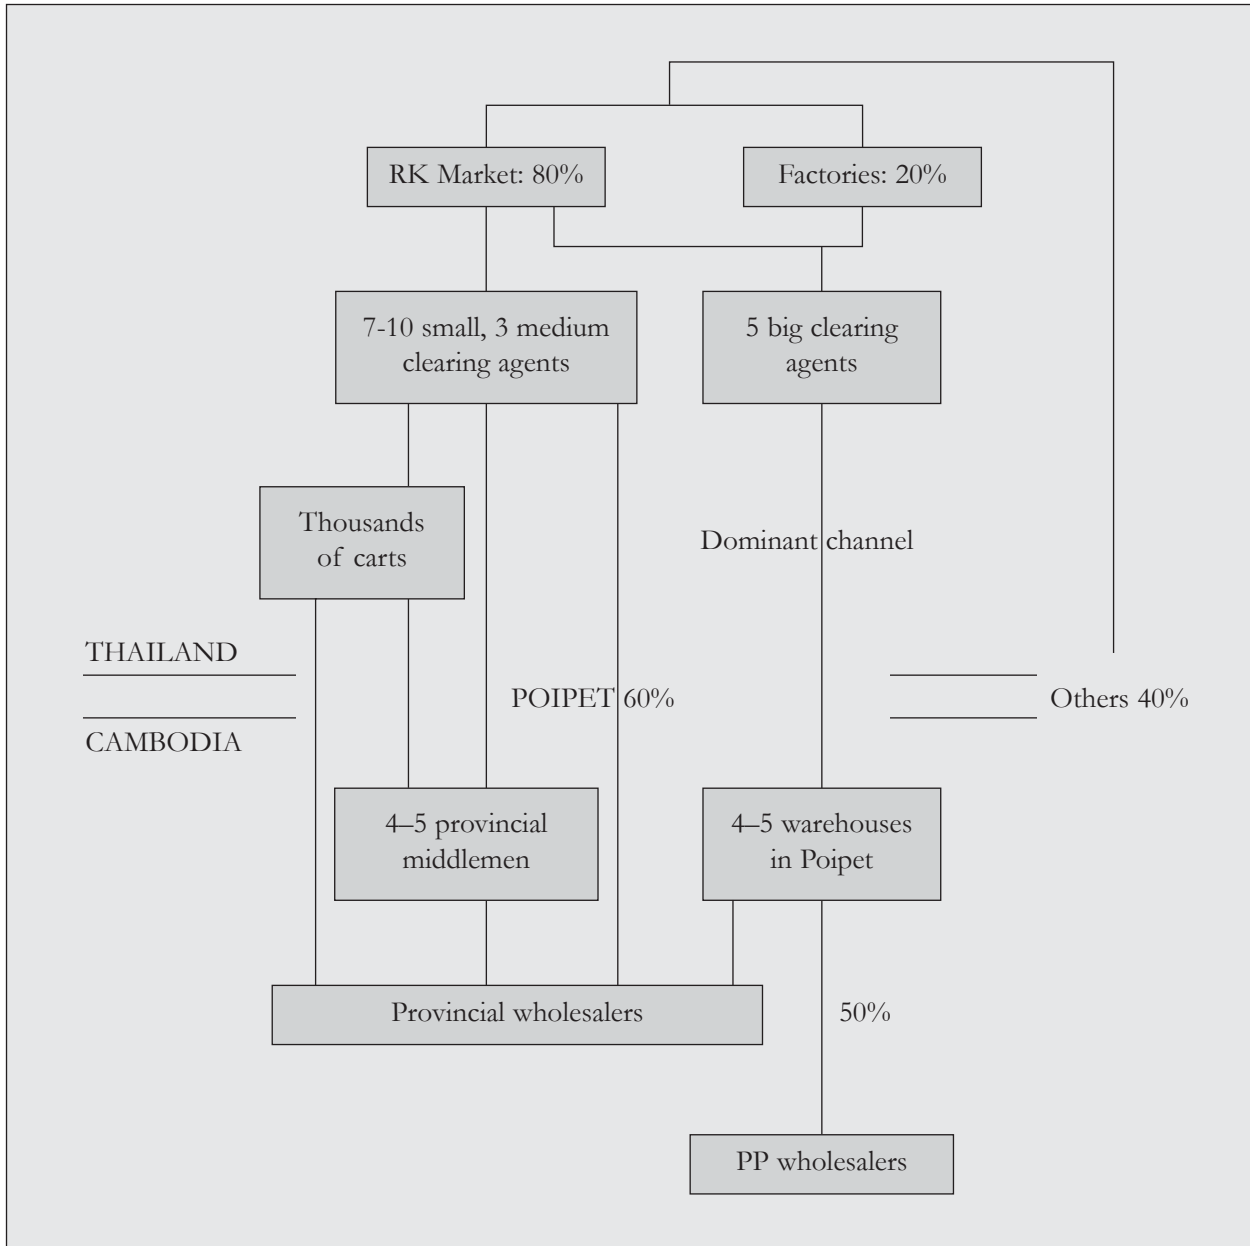 RK Market: 80%
Factories: 20%
7-10 small, 3 medium
clearing agents
5 big clearing
agents
Thousands
of carts
Dominant channel
THAILAND
POIPET 60%
Others 40%
CAMBODIA
4–5 provincial
middlemen
4–5 warehouses
in Poipet
Provincial wholesalers
50%
PP wholesalers